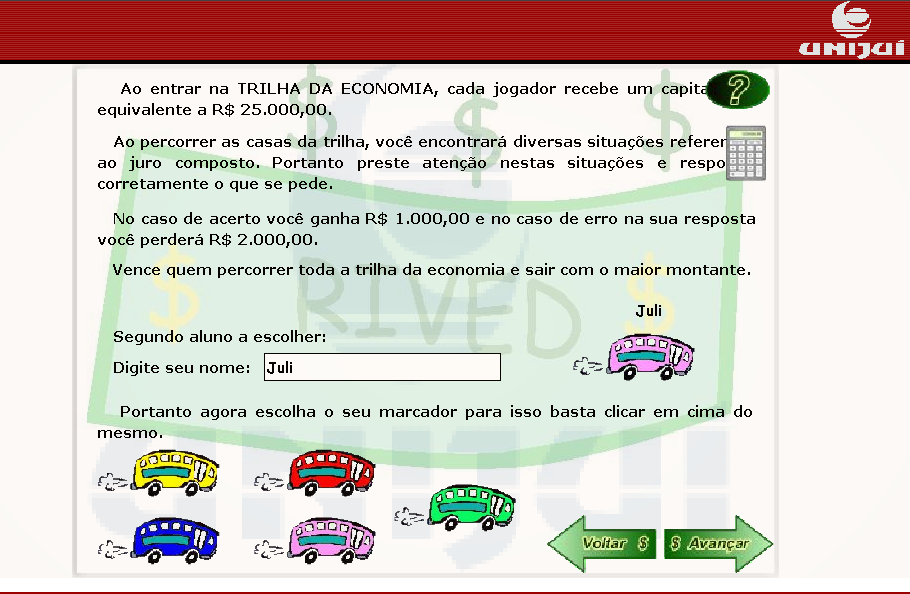 UNIJUÍ
Ao entrar na TRILHA DA ECONOMIA, cada jogador recebe um capita
equivalente a R$ 25.000,00.
?
Ao percorrer as casas da trilha, você encontrará diversas situações referen
ao juro composto. Portanto preste atenção nestas situações e respo
corretamente o que se pede.
No caso de acerto você ganha R$ 1.000,00 e no caso de erro na sua resposta
você perderá R$ 2.000,00.
Vence quem percorrer toda a trilha da economia e sair com o maior montante.
RIVED
Juli
Segundo aluno a escolher:
Digite seu nome: Juli
Portanto agora escolha o seu marcador para isso basta clicar em cima do
mesmo.
Voltar $ $ Avançar